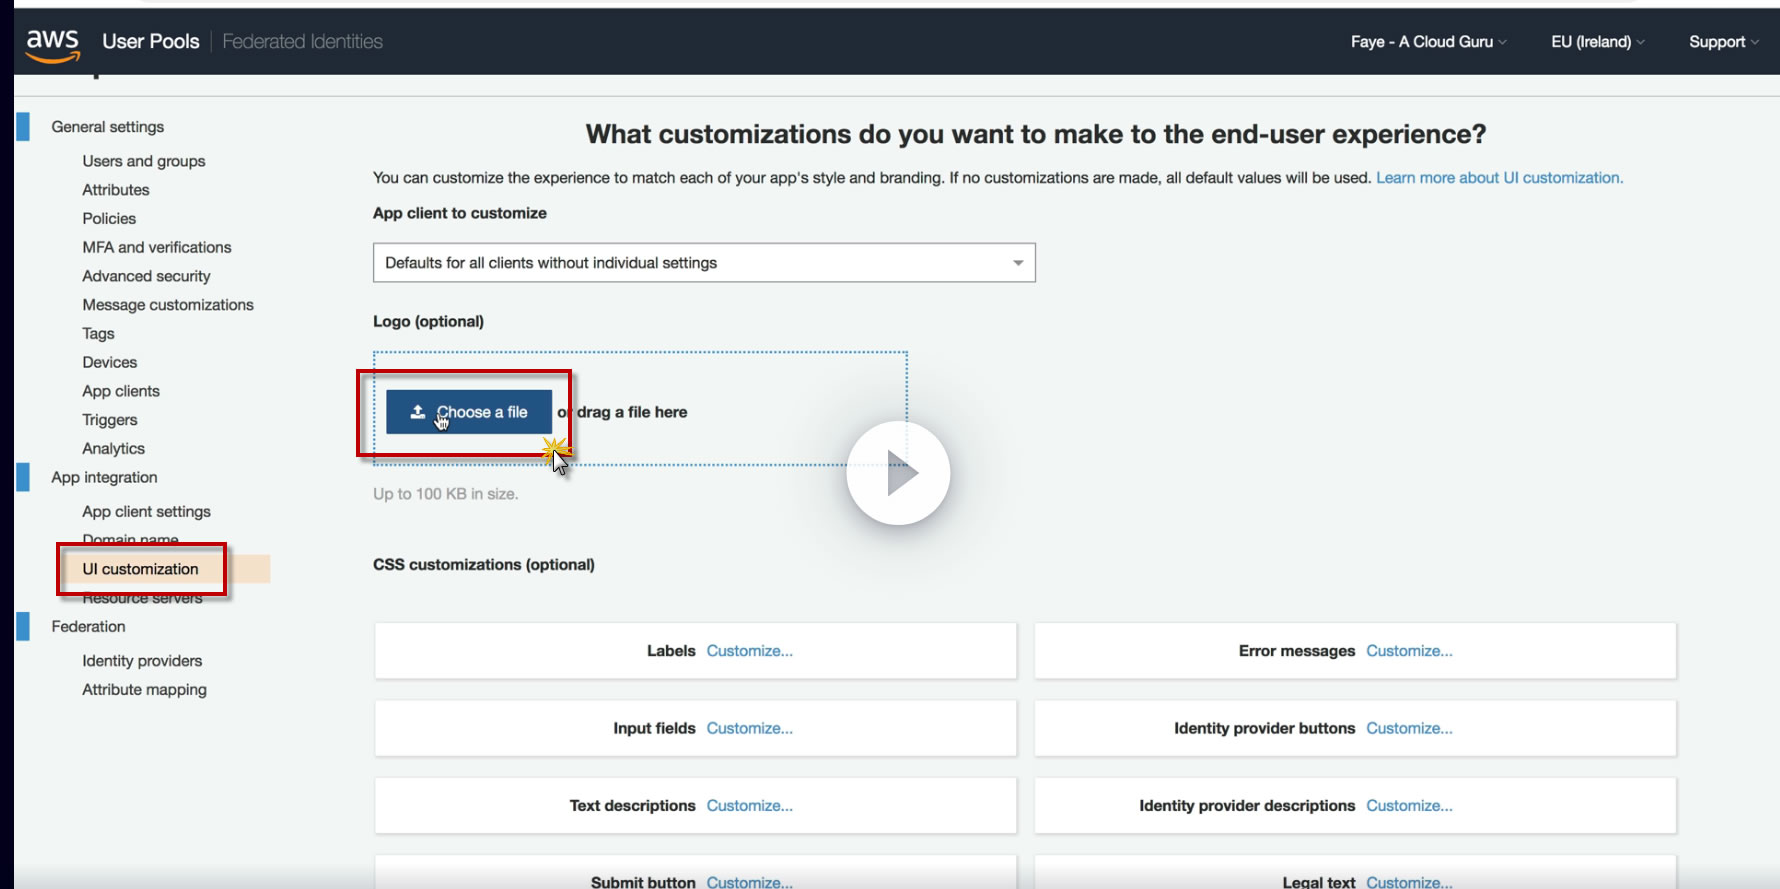 aws User Pools Federated Identities Faye - A Cloud Guru EU (Ireland) Support
General settings
Users and groups
Attributes
Policies
MFA and verifications
Advanced security
Message customizations
Tags
Devices
App clients
Triggers
Analytics
App integration
App client settings
Domain name
UI customization
Resource servers
Federation
Identity providers
Attribute mapping
What customizations do you want to make to the end-user experience?
You can customize the experience to match each of your app's style and branding. If no customizations are made, all default values will be used. Learn more about UI customization.
App client to customize
Defaults for all clients without individual settings
Logo (optional)
Choose a file or drag a file here
Up to 100 KB in size.
CSS customizations (optional)
Labels Customize... Error messages Customize...
Input fields Customize... Identity provider buttons Customize...
Text descriptions Customize... Identity provider descriptions Customize...
Submit button Customize... Legal text Customize...